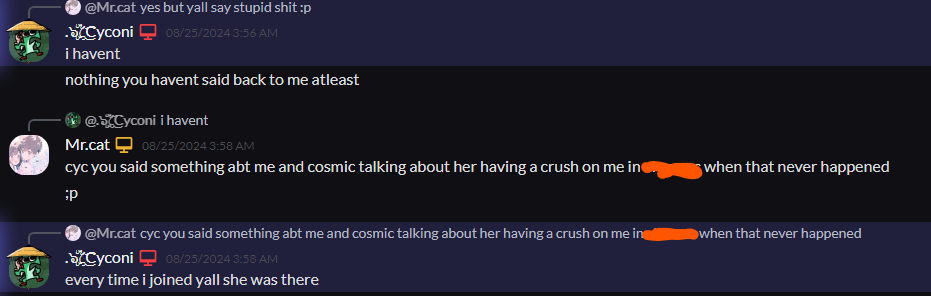 @Mr.cat yes but yall say stupid shit :p
Cyconi 08/25/2024 3:56 AM
i havent
nothing you havent said back to me atleast
Cyconi i havent
Mr.cat 08/25/2024 3:58 AM
cyc you said something abt me and cosmic talking about her having a crush on me in when that never happened
;p
@Mr.cat cyc you said something abt me and cosmic talking about her having a crush on me in when that never happened
Cyconi 08/25/2024 3:58 AM
every time i joined yall she was there